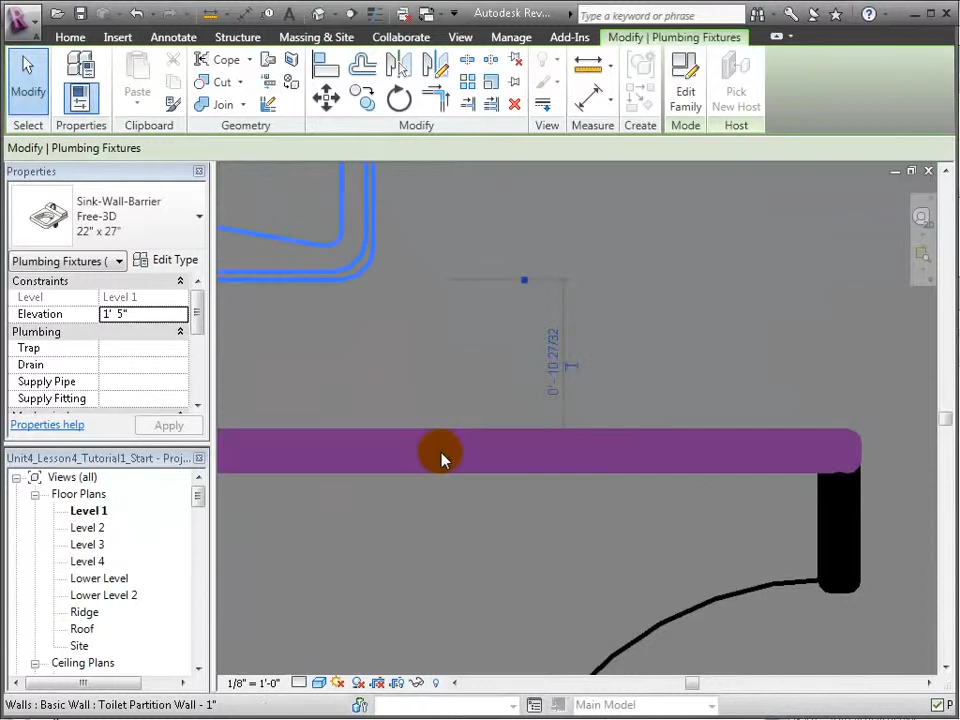 Autodesk Rev...
Type a keyword or phrase
Home Insert Annotate Structure Massing & Site Collaborate View Manage Add-Ins Modify | Plumbing Fixtures
Modify
Paste
Cope
Cut
Join
Edit Family
Pick New Host
Select Properties Clipboard Geometry Modify View Measure Create Mode Host
Modify | Plumbing Fixtures
Properties
Sink-Wall-Barrier
Free-3D
22" x 27"
Plumbing Fixtures ( Edit Type
Constraints
Level Level 1
Elevation 1' 5"
Plumbing
Trap
Drain
Supply Pipe
Supply Fitting
Properties help Apply
0' - 10 27/32
Unit4_Lesson4_Tutorial1_Start - Proj...
Views (all)
Floor Plans
Level 1
Level 2
Level 3
Level 4
Lower Level
Lower Level 2
Ridge
Roof
Site
Ceiling Plans
1/8" = 1'-0"
Walls : Basic Wall : Toilet Partition Wall - 1"
Main Model